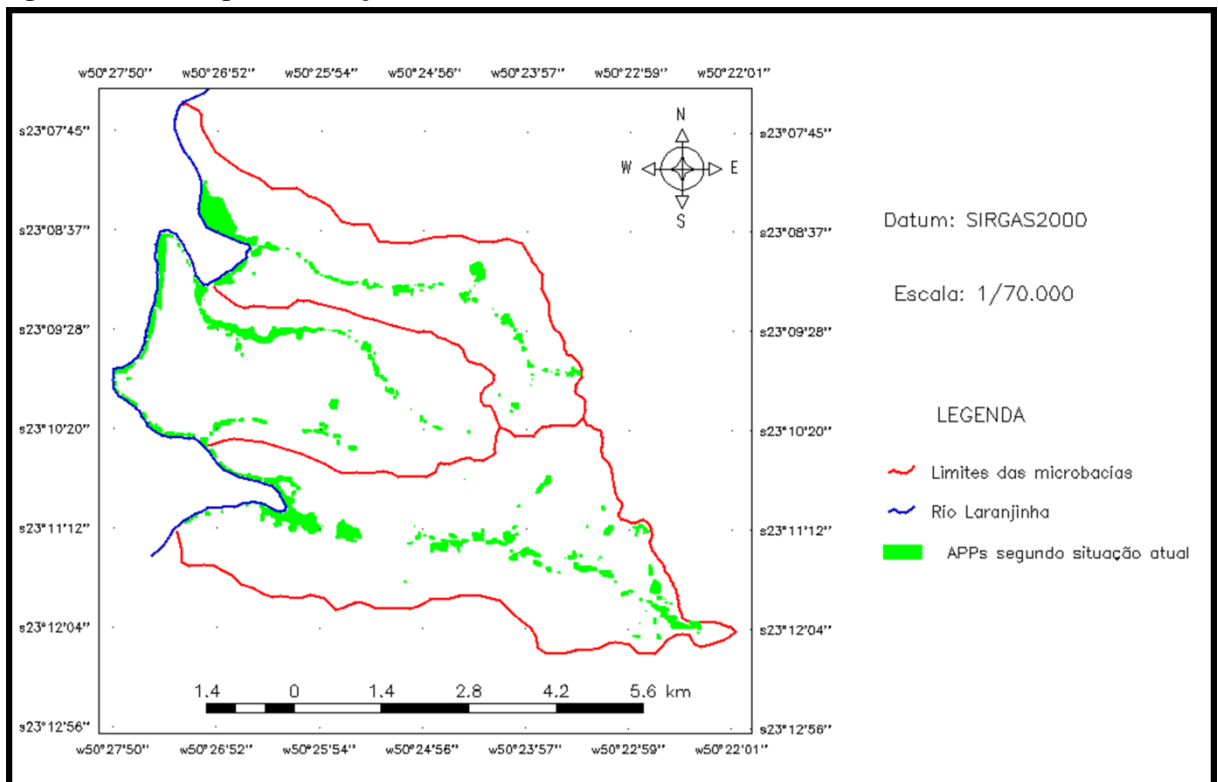 w50°27'50'' w50°26'52'' w50°25'54'' w50°24'56'' w50°23'57'' w50°22'59'' w50°22'01''
N
s23°07'45'' s23°07'45''
W E
S
s23°08'37'' s23°08'37''
Datum: SIRGAS2000
Escala: 1/70.000
s23°09'28'' s23°09'28''
LEGENDA
s23°10'20'' s23°10'20''
Limites das microbacias
Rio Laranjinha
s23°11'12'' s23°11'12''
APPs segundo situação atual
s23°12'04'' s23°12'04''
1.4 0 1.4 2.8 4.2 5.6 km
s23°12'56'' s23°12'56''
w50°27'50'' w50°26'52'' w50°25'54'' w50°24'56'' w50°23'57'' w50°22'59'' w50°22'01''